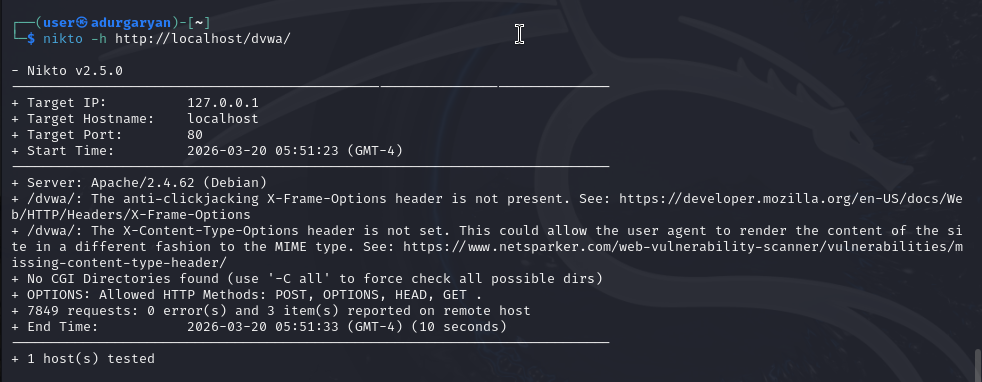 ┌──(user㉿adurgaryan)-[~]
└─$ nikto -h http://localhost/dvwa/
- Nikto v2.5.0
+ Target IP:          127.0.0.1
+ Target Hostname:    localhost
+ Target Port:        80
+ Start Time:         2026-03-20 05:51:23 (GMT-4)
+ Server: Apache/2.4.62 (Debian)
+ /dvwa/: The anti-clickjacking X-Frame-Options header is not present. See: https://developer.mozilla.org/en-US/docs/We
b/HTTP/Headers/X-Frame-Options
+ /dvwa/: The X-Content-Type-Options header is not set. This could allow the user agent to render the content of the si
te in a different fashion to the MIME type. See: https://www.netsparker.com/web-vulnerability-scanner/vulnerabilities/m
issing-content-type-header/
+ No CGI Directories found (use '-C all' to force check all possible dirs)
+ OPTIONS: Allowed HTTP Methods: POST, OPTIONS, HEAD, GET .
+ 7849 requests: 0 error(s) and 3 item(s) reported on remote host
+ End Time:           2026-03-20 05:51:33 (GMT-4) (10 seconds)
+ 1 host(s) tested